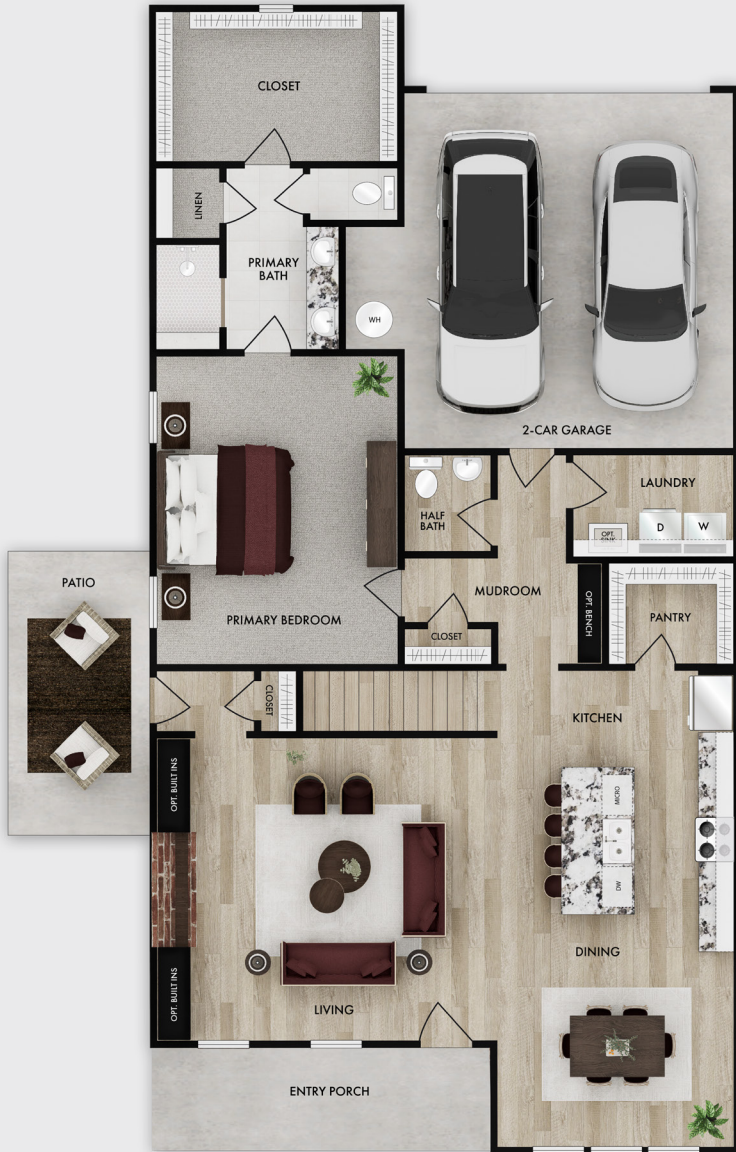 CLOSET
LINEN
PRIMARY
BATH
WH
2-CAR GARAGE
HALF
BATH
LAUNDRY
OPT.
SINK
D
W
PATIO
PRIMARY BEDROOM
MUDROOM
OPT. BENCH
PANTRY
CLOSET
CLOSET
KITCHEN
OPT. BUILT INS
MICRO
DW
DINING
OPT. BUILT INS
LIVING
ENTRY PORCH